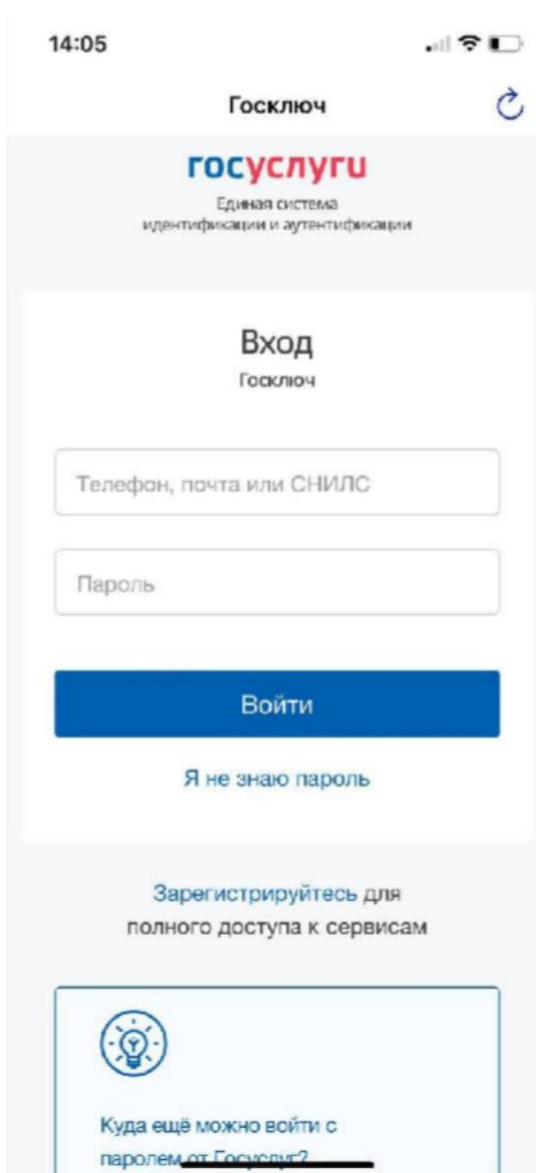 14:05
Госключ
госуслуги
Единая система
идентификации и аутентификации
Вход
Госключ
Телефон, почта или СНИЛС
Пароль
Войти
Я не знаю пароль
Зарегистрируйтесь для
полного доступа к сервисам
Куда ещё можно войти с
паролем от Госуслуг?